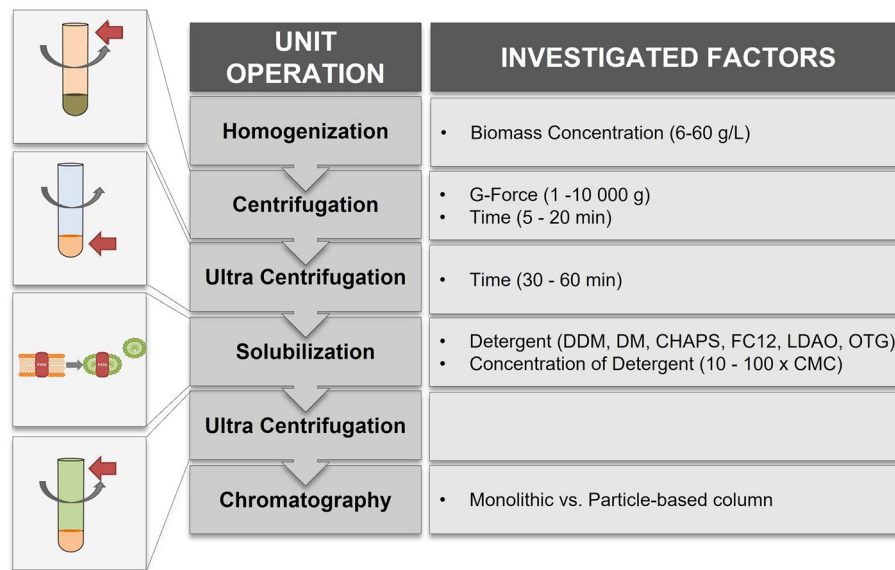 UNIT
OPERATION
INVESTIGATED FACTORS
Homogenization
• Biomass Concentration (6-60 g/L)
Centrifugation
• G-Force (1 -10 000 g)
• Time (5 - 20 min)
Ultra Centrifugation
• Time (30 - 60 min)
Solubilization
• Detergent (DDM, DM, CHAPS, FC12, LDAO, OTG)
• Concentration of Detergent (10 - 100 x CMC)
Ultra Centrifugation
Chromatography
• Monolithic vs. Particle-based column